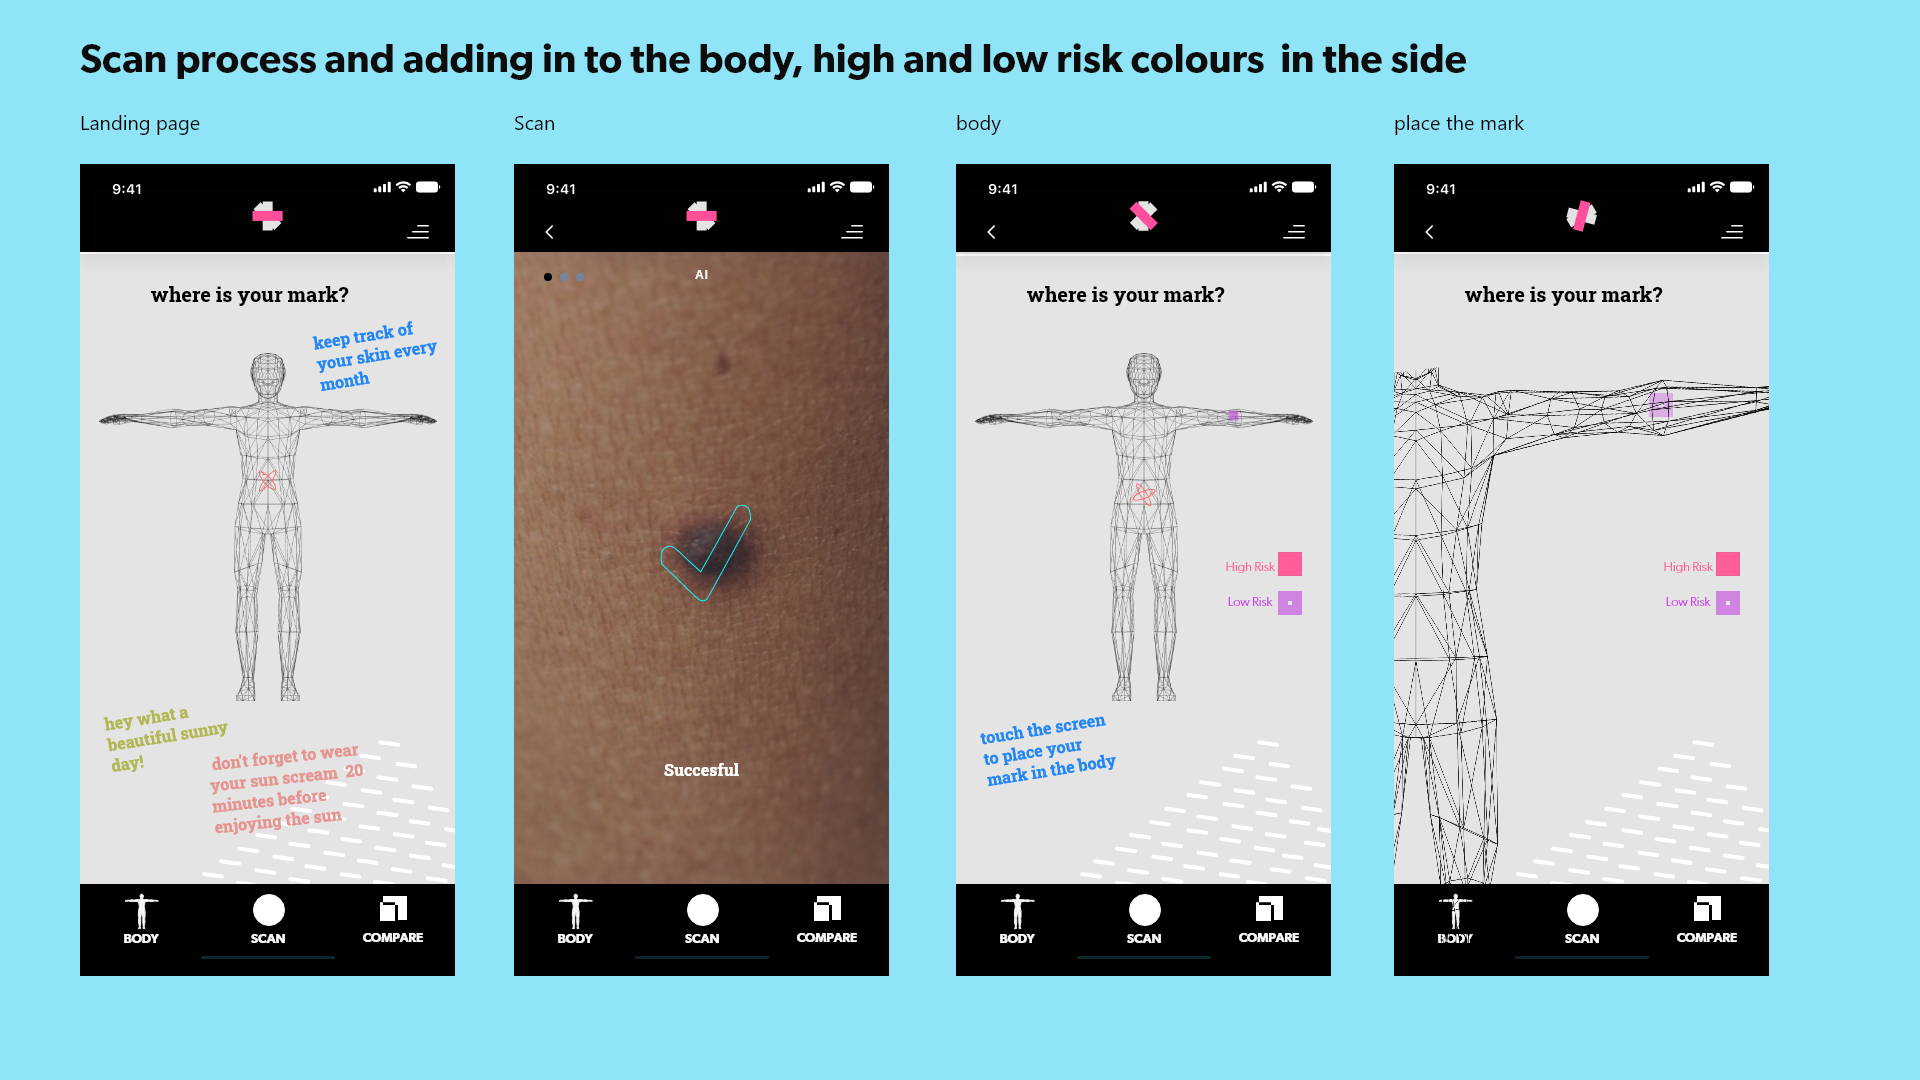 Scan process and adding in to the body, high and low risk colours in the side
Landing page
9:41
where is your mark?
keep track of
your skin every
month
hey what a
beautiful sunny
day!
don't forget to wear
your sun scream 20
minutes before
enjoying the sun
BODY
SCAN
COMPARE
Scan
9:41
AI
Succesful
BODY
SCAN
COMPARE
body
9:41
where is your mark?
High Risk
Low Risk
touch the screen
to place your
mark in the body
BODY
SCAN
COMPARE
place the mark
9:41
where is your mark?
High Risk
Low Risk
BODY
SCAN
COMPARE